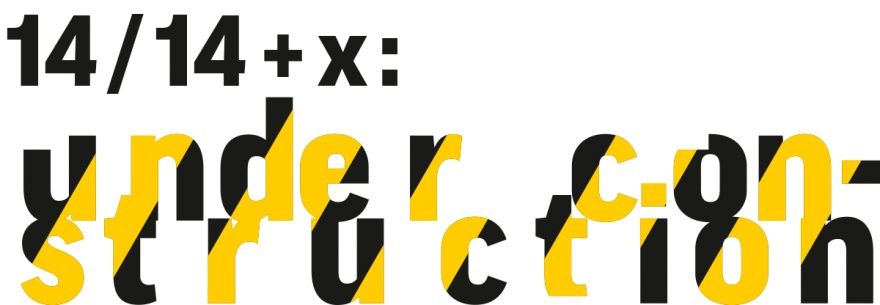 14/14+x:
under con-
struction